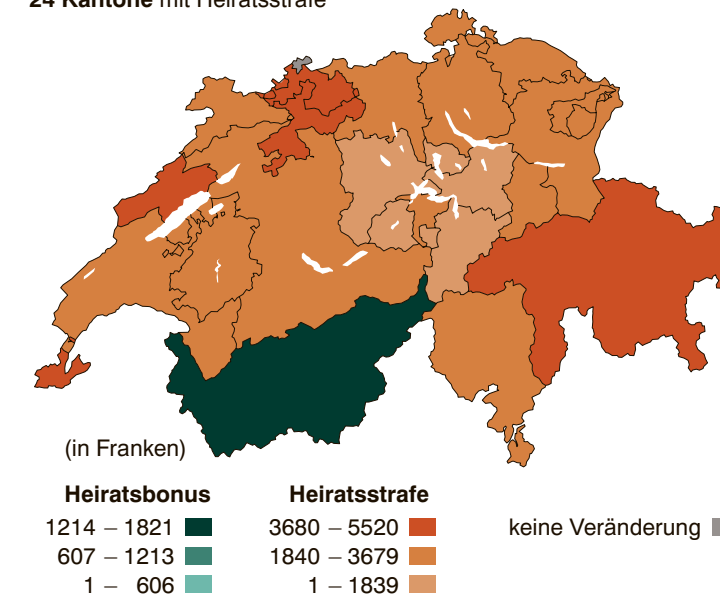 24 Kantone mit Heiratsstrafe
(in Franken)
Heiratsbonus Heiratsstrafe
1214 – 1821 3680 – 5520 keine Veränderung
607 – 1213 1840 – 3679
1 – 606 1 – 1839